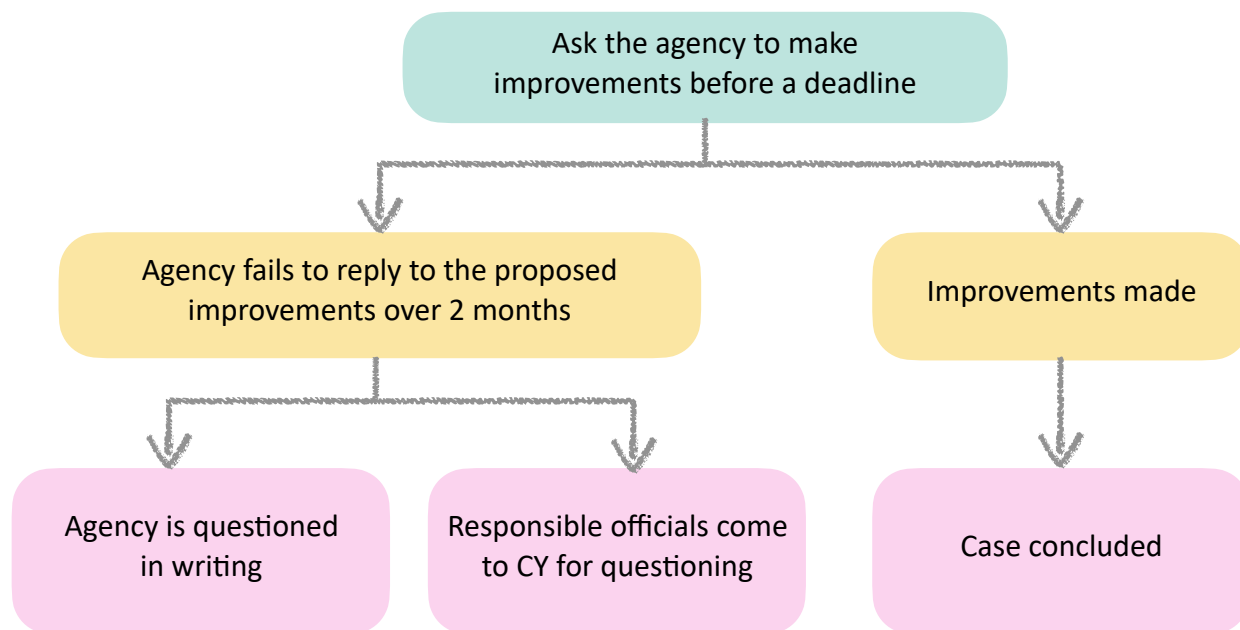 Ask the agency to make
improvements before a deadline
Agency fails to reply to the proposed
improvements over 2 months
Improvements made
Agency is questioned
in writing
Responsible officials come
to CY for questioning
Case concluded